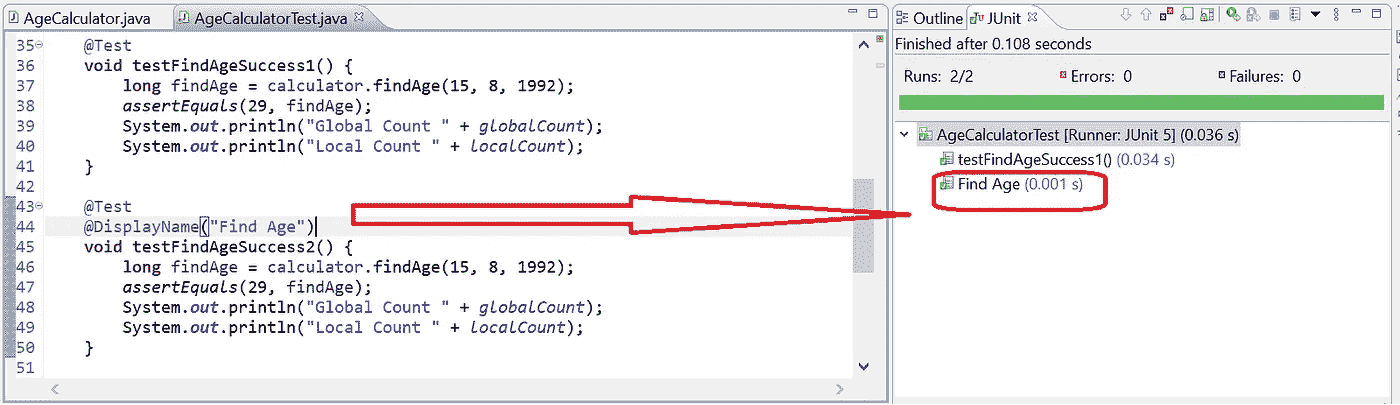 AgeCalculator.java
AgeCalculatorTest.java
35 @Test
36 void testFindAgeSuccess1() {
37 long findAge = calculator.findAge(15, 8, 1992);
38 assertEquals(29, findAge);
39 System.out.println("Global Count " + globalCount);
40 System.out.println("Local Count " + localCount);
41 }
42
43 @Test
44 @DisplayName("Find Age")
45 void testFindAgeSuccess2() {
46 long findAge = calculator.findAge(15, 8, 1992);
47 assertEquals(29, findAge);
48 System.out.println("Global Count " + globalCount);
49 System.out.println("Local Count " + localCount);
50 }
51
Outline JUnit
Finished after 0.108 seconds
Runs: 2/2 Errors: 0 Failures: 0
AgeCalculatorTest [Runner: JUnit 5] (0.036 s)
testFindAgeSuccess1() (0.034 s)
Find Age (0.001 s)